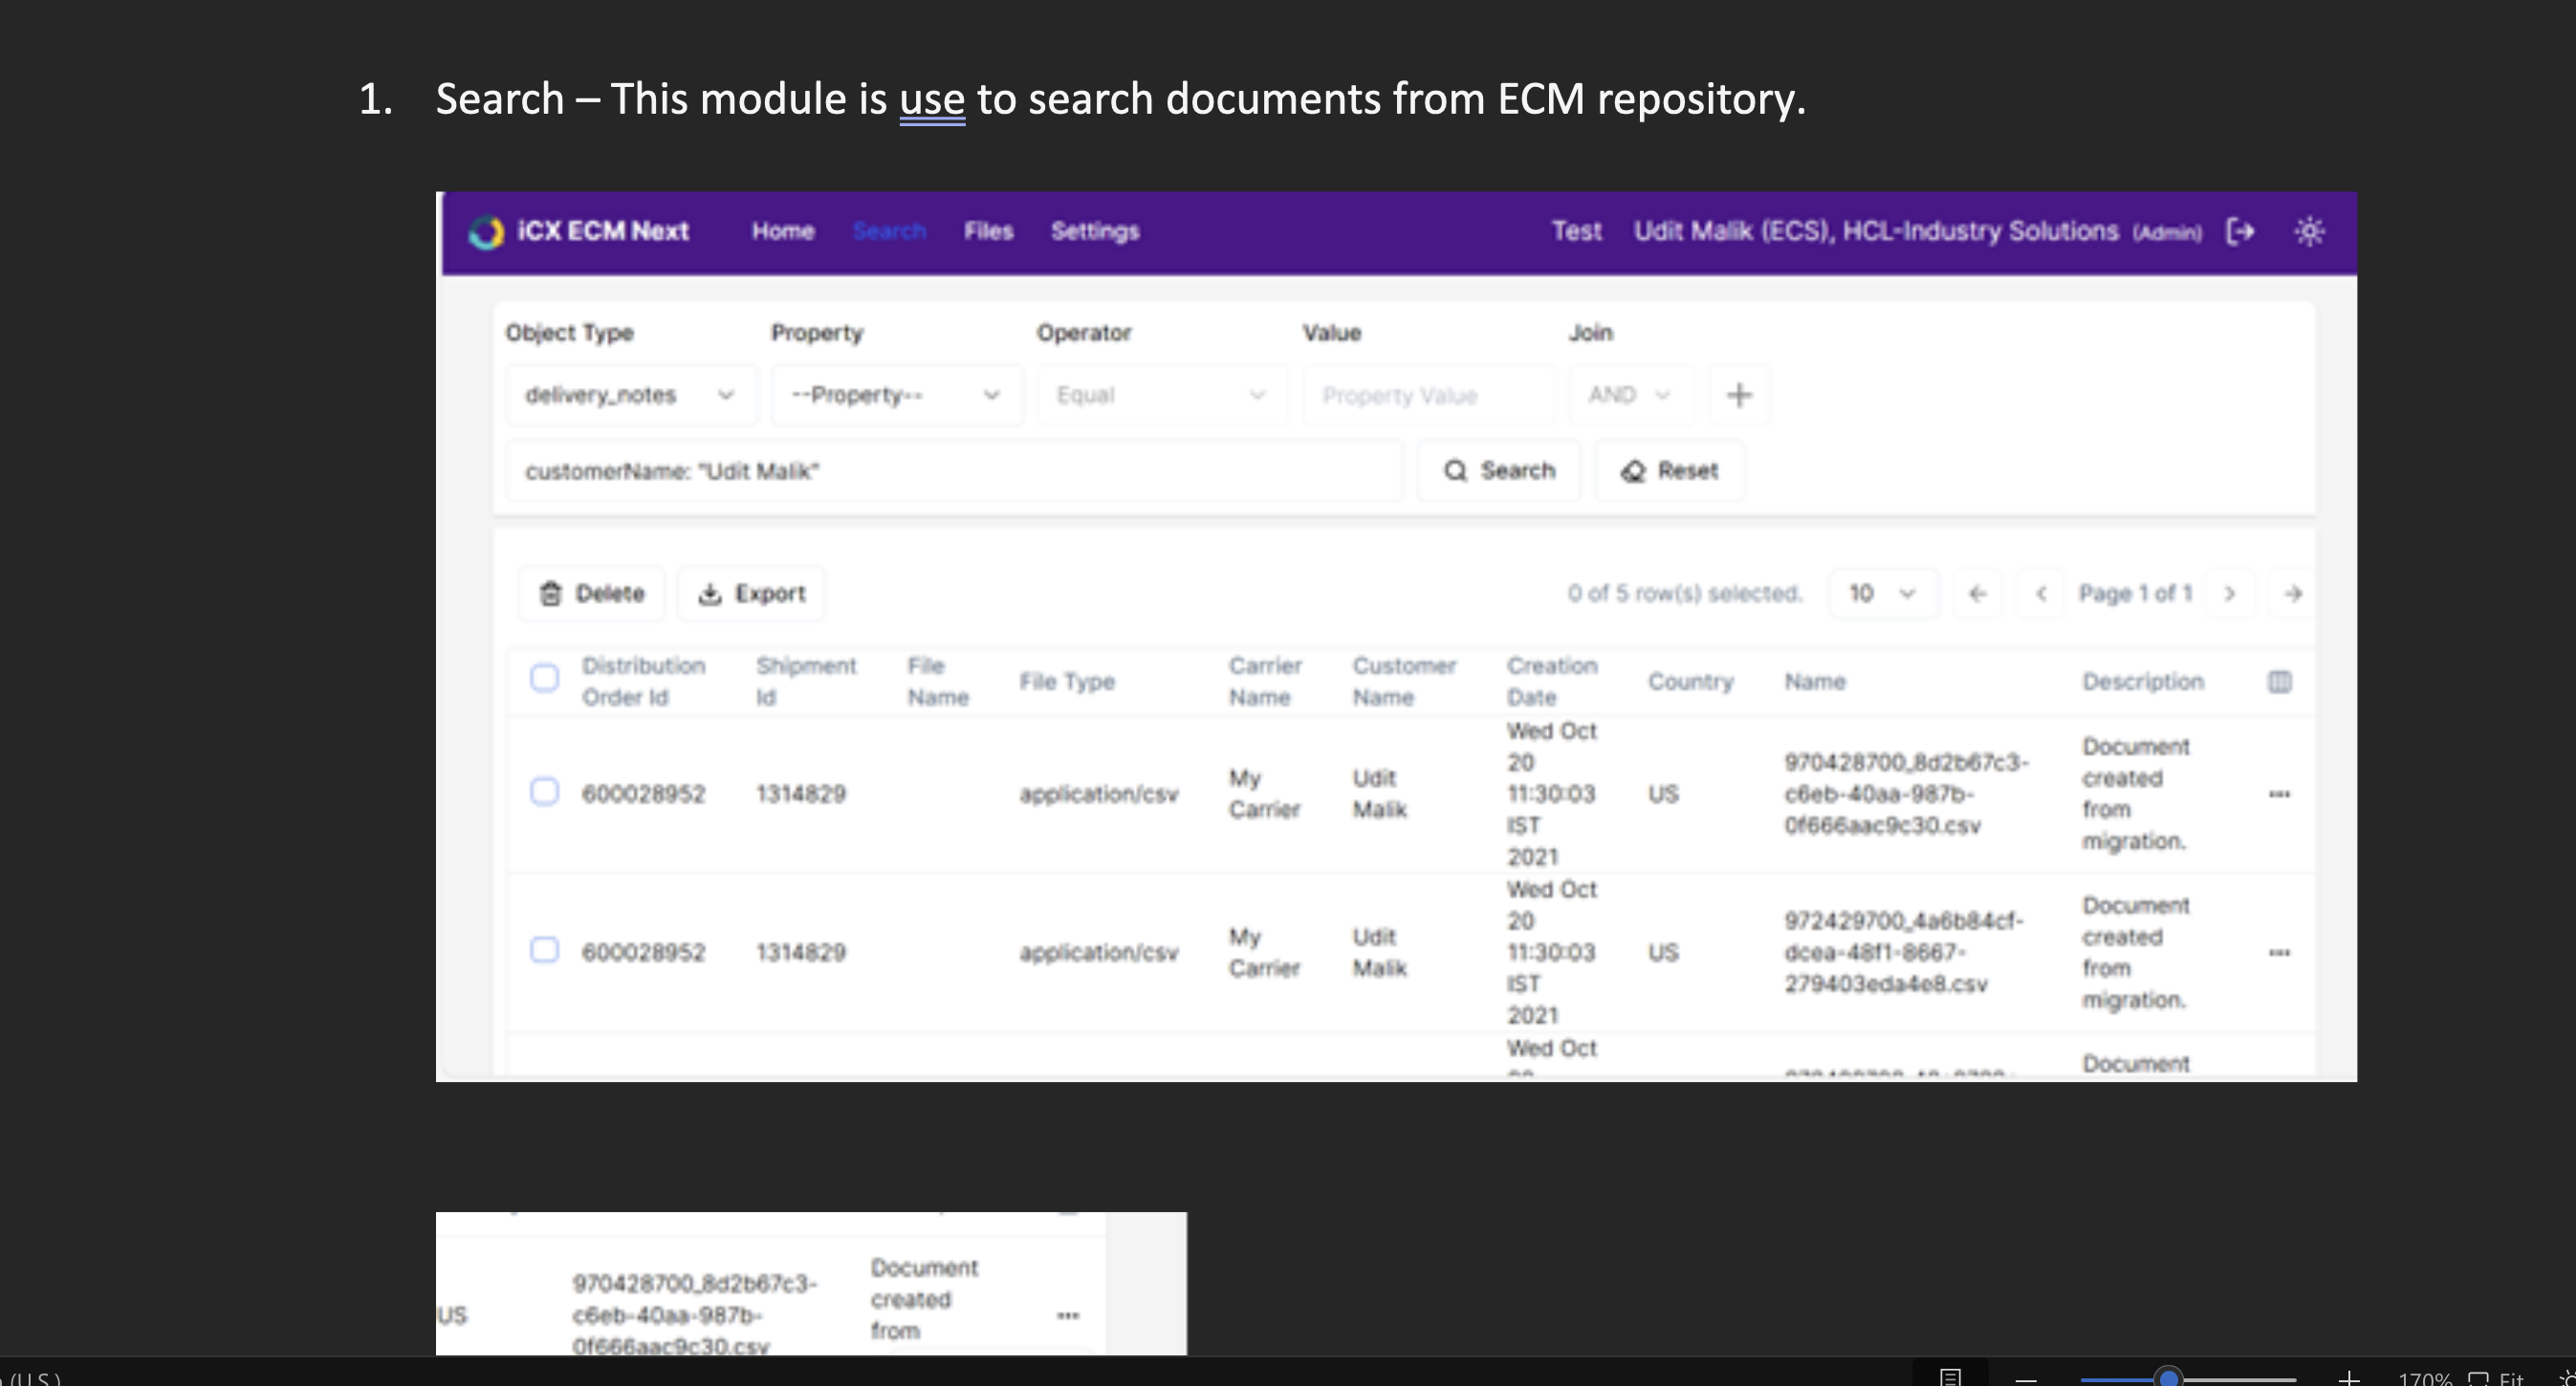 1. Search – This module is use to search documents from ECM repository.
iCX ECM Next Home Search Files Settings Test Udit Malik (ECS), HCL-Industry Solutions (Admin)
Object Type Property Operator Value Join
delivery_notes --Property-- Equal Property Value AND
customerName: "Udit Malik" Search Reset
Delete Export 0 of 5 row(s) selected. 10 Page 1 of 1
Distribution Shipment File Carrier Customer Creation
File Type Country Name Description
Order Id Id Name Name Name Date
Wed Oct
20
11:30:03
IST
2021
600028952 1314829 application/csv
My
Carrier
Udit
Malik
US
970428700_8d2b67c3-
c6eb-40aa-987b-
0f666aac9c30.csv
Document
created
from
migration.
Wed Oct
20
11:30:03
IST
2021
600028952 1314829 application/csv
My
Carrier
Udit
Malik
US
972429700_4a6b84cf-
dcea-48f1-8667-
279403eda4e8.csv
Document
created
from
migration.
Wed Oct
Document
US
970428700_8d2b67c3-
c6eb-40aa-987b-
0f666aac9c30.csv
Document
created
from
(U.S.) 170% Fit